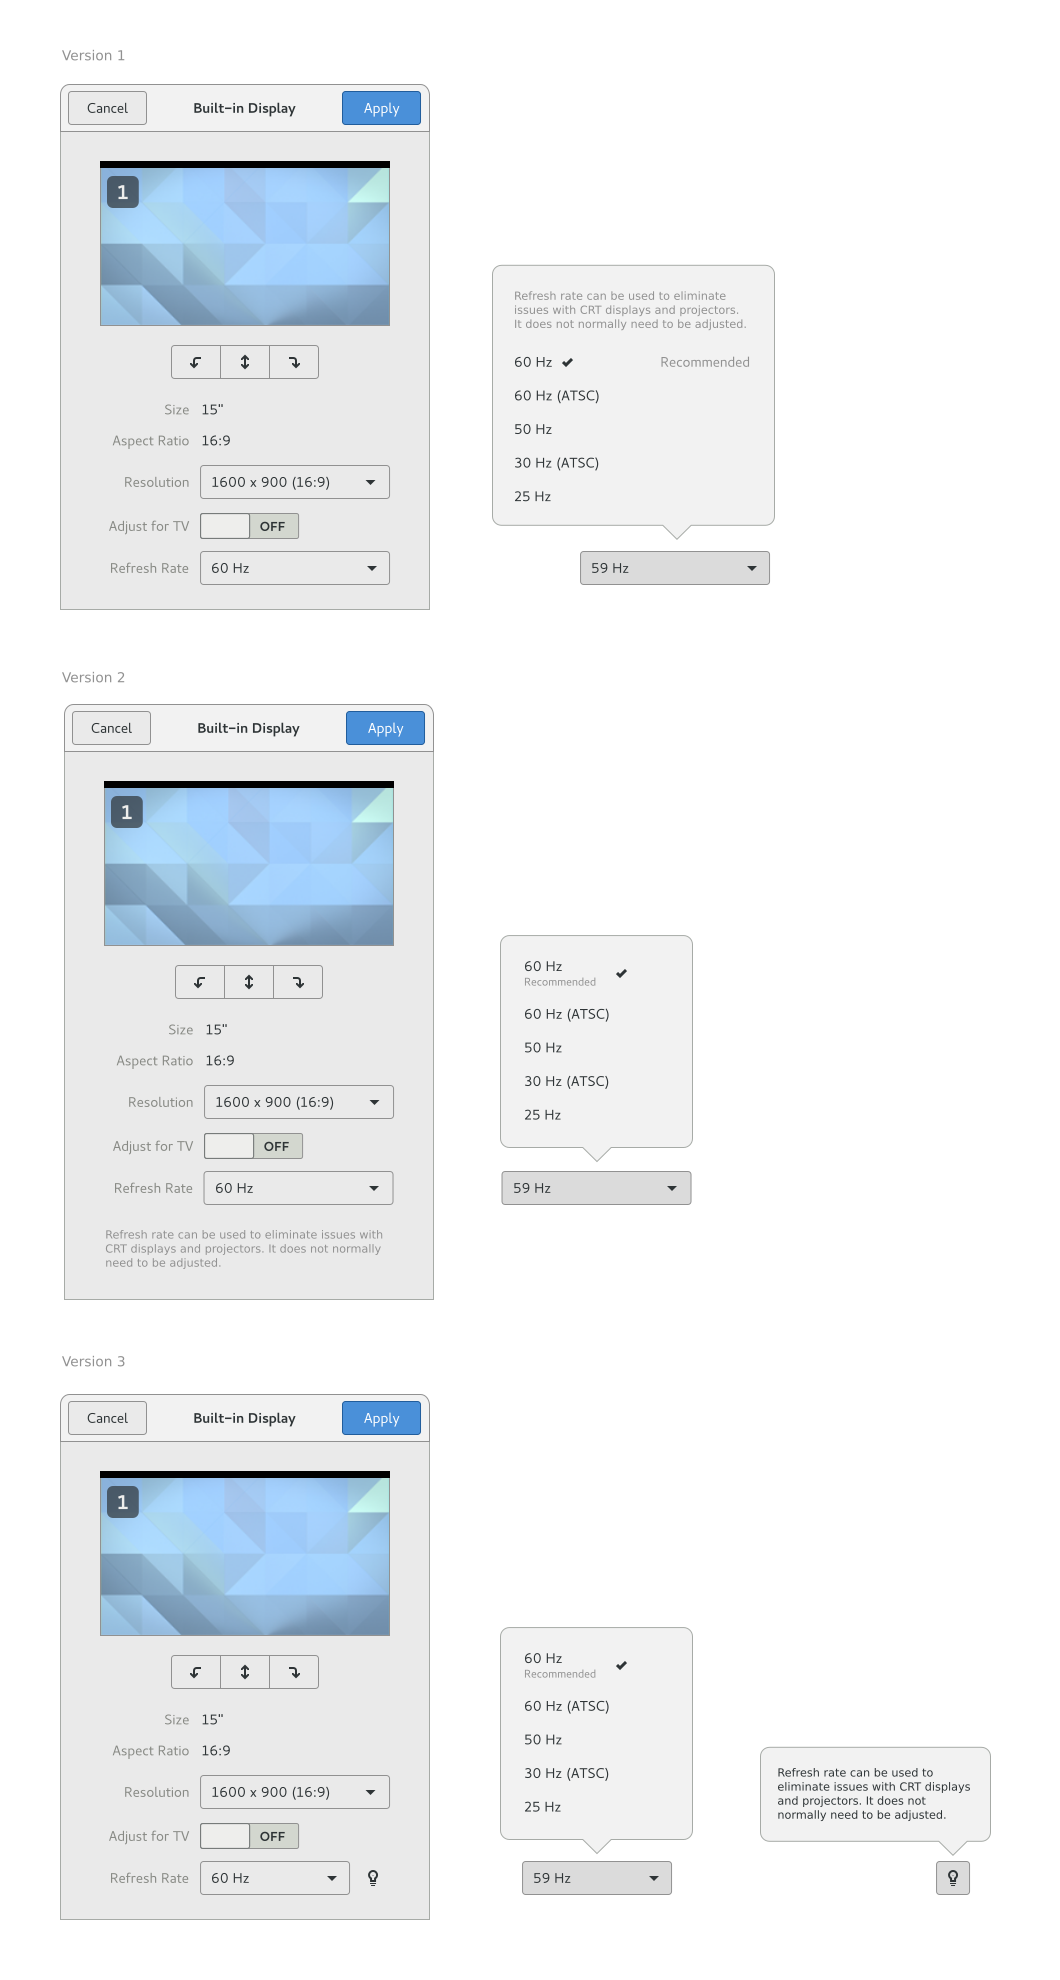 Version 1
Cancel
Built-in Display
Apply
1
Size 15"
Aspect Ratio 16:9
Resolution 1600 x 900 (16:9)
Adjust for TV OFF
Refresh Rate 60 Hz
Refresh rate can be used to eliminate
issues with CRT displays and projectors.
It does not normally need to be adjusted.
60 Hz Recommended
60 Hz (ATSC)
50 Hz
30 Hz (ATSC)
25 Hz
59 Hz
Version 2
Cancel
Built-in Display
Apply
1
Size 15"
Aspect Ratio 16:9
Resolution 1600 x 900 (16:9)
Adjust for TV OFF
Refresh Rate 60 Hz
Refresh rate can be used to eliminate issues with
CRT displays and projectors. It does not normally
need to be adjusted.
60 Hz
Recommended
60 Hz (ATSC)
50 Hz
30 Hz (ATSC)
25 Hz
59 Hz
Version 3
Cancel
Built-in Display
Apply
1
Size 15"
Aspect Ratio 16:9
Resolution 1600 x 900 (16:9)
Adjust for TV OFF
Refresh Rate 60 Hz
60 Hz
Recommended
60 Hz (ATSC)
50 Hz
30 Hz (ATSC)
25 Hz
59 Hz
Refresh rate can be used to
eliminate issues with CRT displays
and projectors. It does not
normally need to be adjusted.